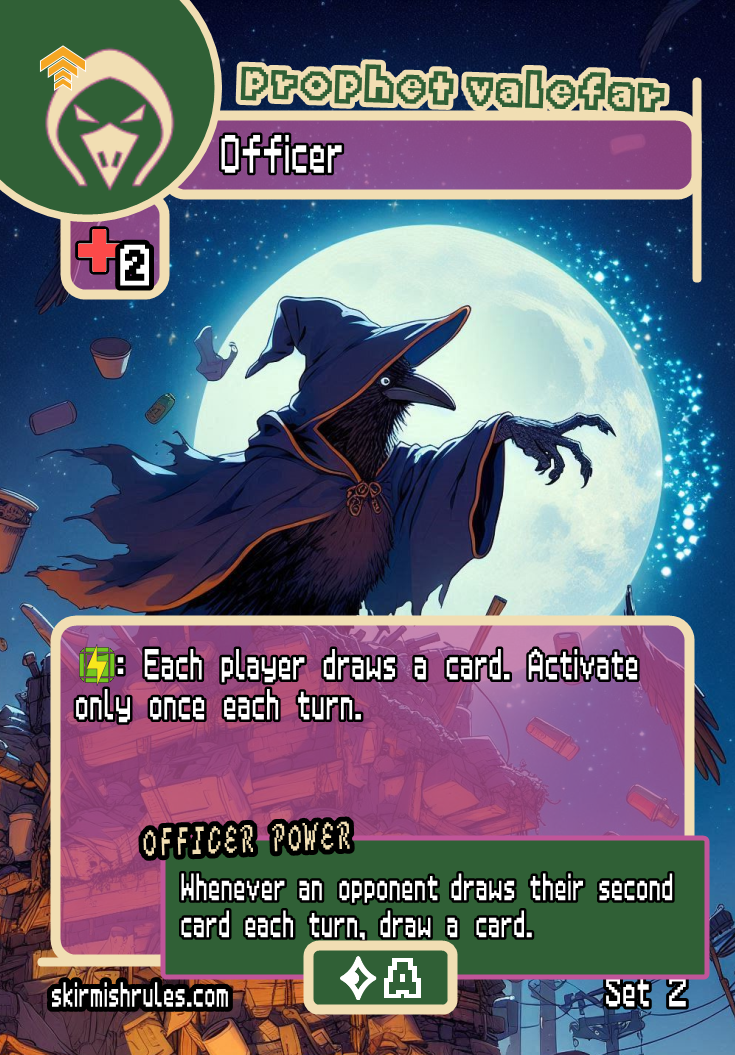 Prophet Valefar
Officer
2
: Each player draws a card. Activate
only once each turn.
OFFICER POWER
Whenever an opponent draws their second
card each turn, draw a card.
skirmishrules.com
Set 2